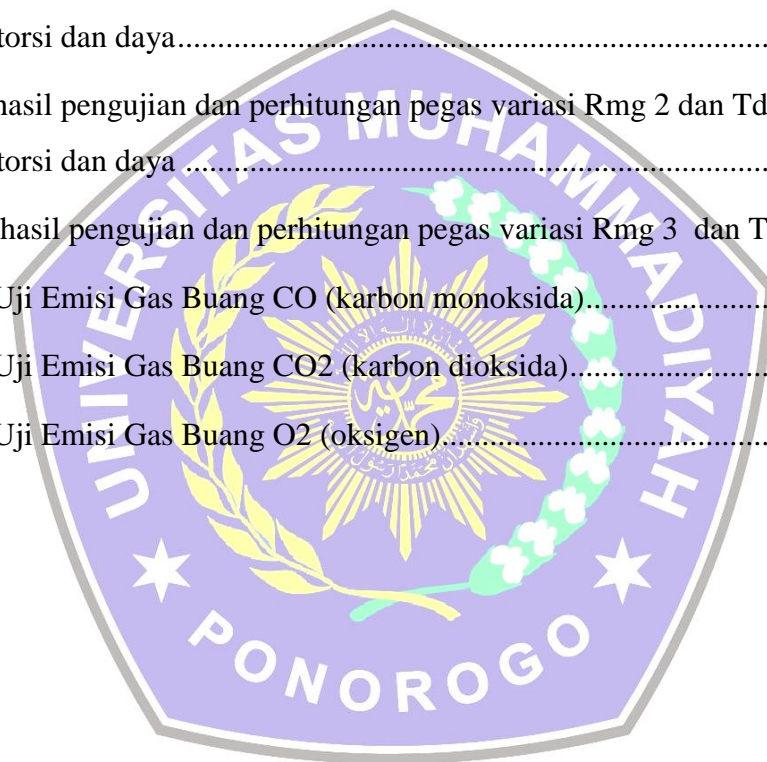 torsi dan daya
hasil pengujian dan perhitungan pegas variasi Rmg 2 dan Td
torsi dan daya
hasil pengujian dan perhitungan pegas variasi Rmg 3 dan T
Uji Emisi Gas Buang CO (karbon monoksida)
Uji Emisi Gas Buang CO2 (karbon dioksida)
Uji Emisi Gas Buang O2 (oksigen)
UNIVERSITAS MUHAMMADIYAH
PONOROGO